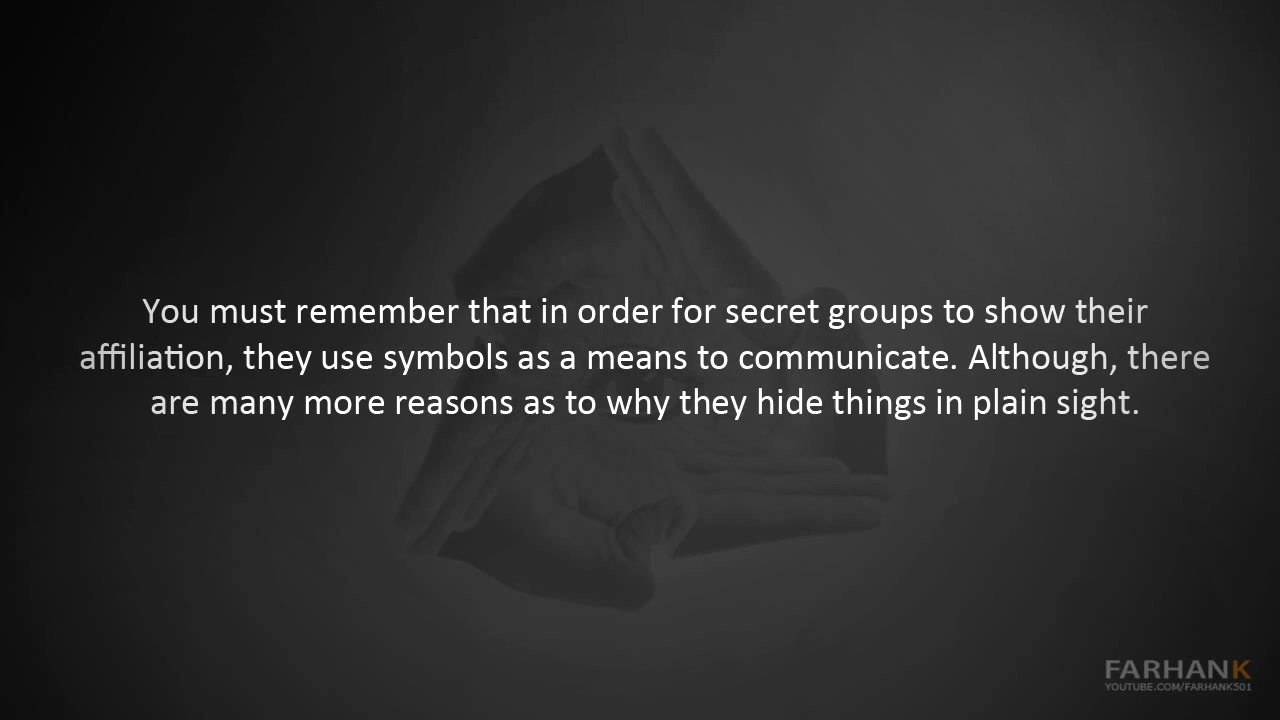 You must remember that in order for secret groups to show their
affiliation, they use symbols as a means to communicate. Although, there
are many more reasons as to why they hide things in plain sight.
FARHANK
YOUTUBE.COM/FARHANK501